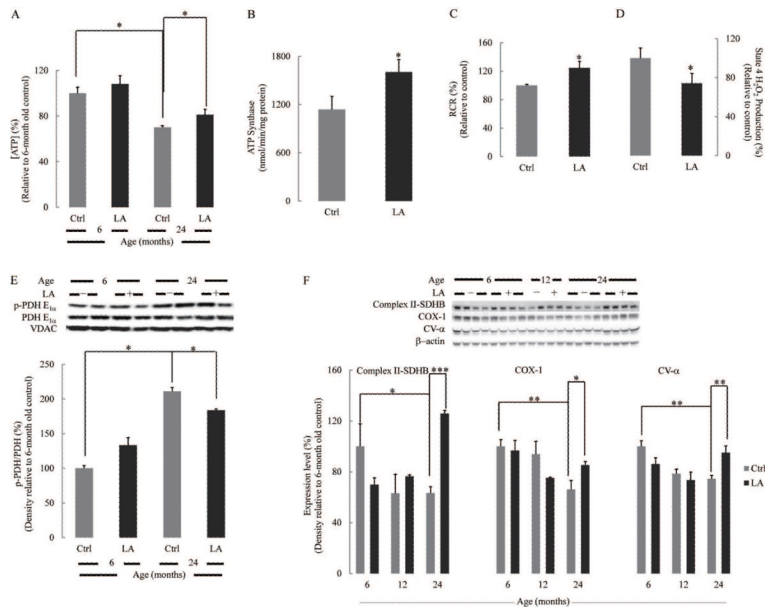 A
*
*
120
80
40
0
[ATP] (%)
(Relative to 6-month old control)
Ctrl
LA
Ctrl
LA
6
24
Age (months)
B
*
1800
1200
600
0
ATP Synthase
(nmol/min/mg protein)
Ctrl
LA
C
*
160
120
80
40
0
RCR (%)
(Relative to control)
Ctrl
LA
D
*
120
80
40
0
State 4 H₂O₂
Production (%)
(Relative to control)
Ctrl
LA
E
Age
6
24
LA
− + − +
p-PDH E1α
PDH E1α
VDAC
*
*
250
200
150
100
50
0
p-PDH/PDH (%)
(Density relative to 6-month old control)
Ctrl
LA
Ctrl
LA
6
24
Age (months)
F
Age
6
12
24
LA
− + − + − +
Complex II-SDHB
COX-1
CV-α
β-actin
Complex II-SDHB
COX-1
CV-α
*
***
**
*
**
**
160
120
80
40
0
Expression level (%)
(Density relative to 6-month old control)
Ctrl
LA
6 12 24
6 12 24
6 12 24
Age (months)